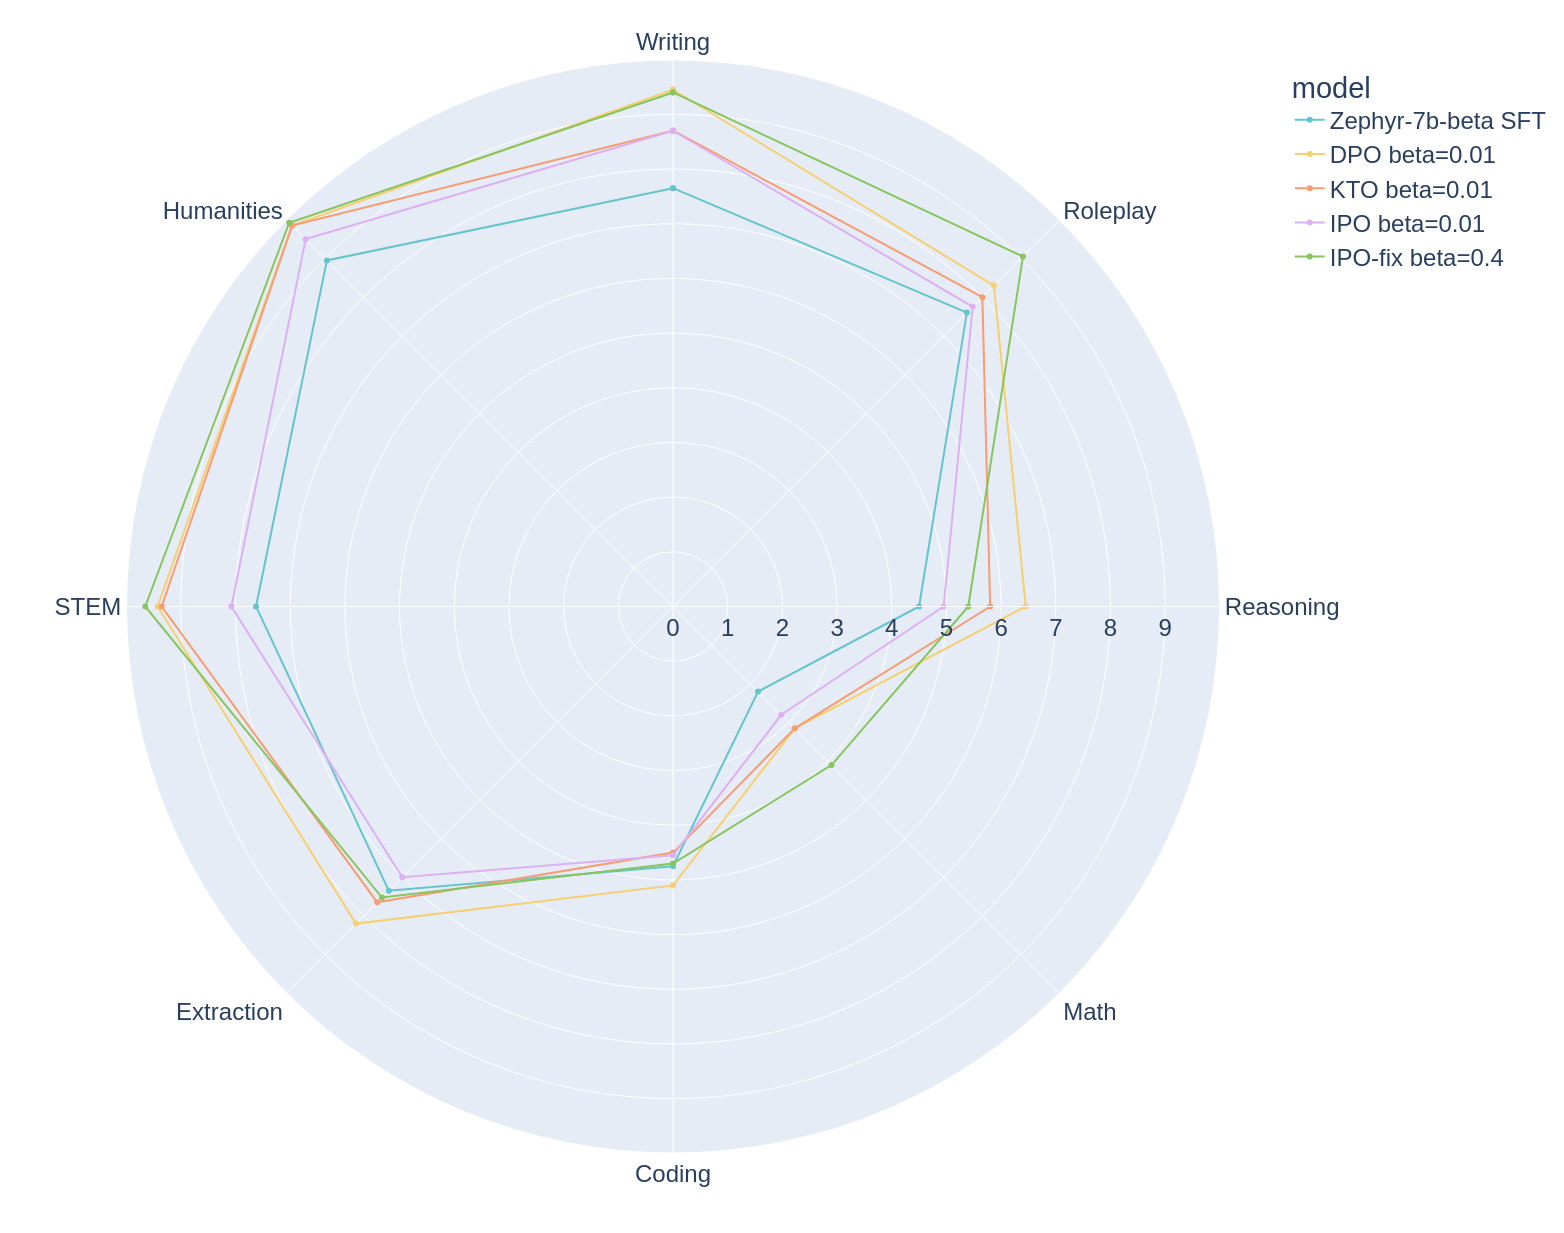 Writing
model
Zephyr-7b-beta SFT
DPO beta=0.01
KTO beta=0.01
IPO beta=0.01
IPO-fix beta=0.4
Humanities
Roleplay
STEM
Reasoning
0 1 2 3 4 5 6 7 8 9
Extraction
Math
Coding